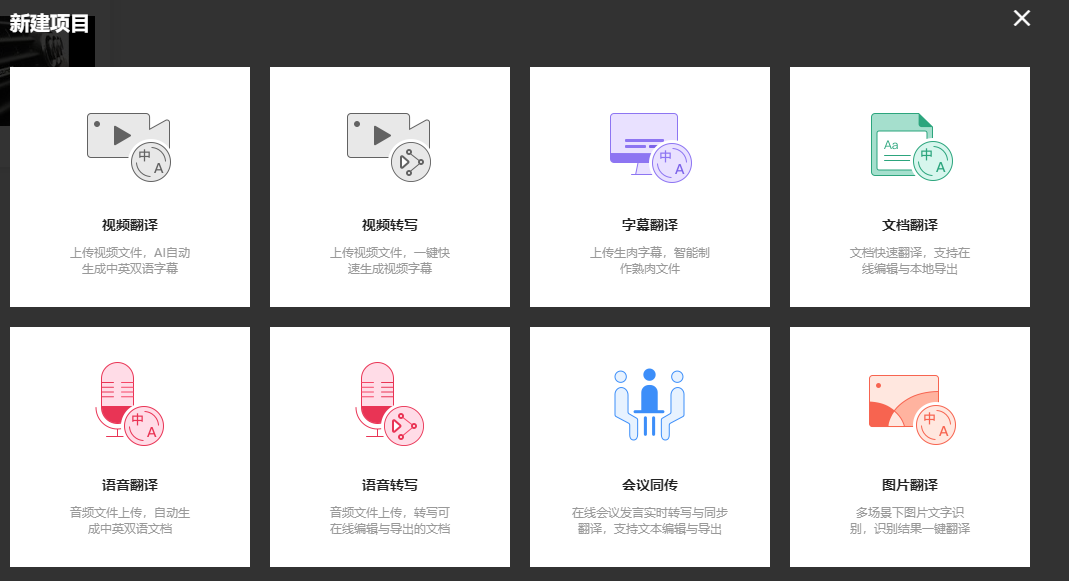 新建项目
中
A
视频翻译
上传视频文件，AI自动
生成中英双语字幕
视频转写
上传视频文件，一键快
速生成视频字幕
中
A
字幕翻译
上传生肉字幕，智能制
作熟肉文件
Aa
中
A
文档翻译
文档快速翻译，支持在
线编辑与本地导出
中
A
语音翻译
音频文件上传，自动生
成中英双语文档
语音转写
音频文件上传，转写可
在线编辑与导出的文档
会议同传
在线会议发言实时转写与同步
翻译，支持文本编辑与导出
中
A
图片翻译
多场景下图片文字识
别，识别结果一键翻译